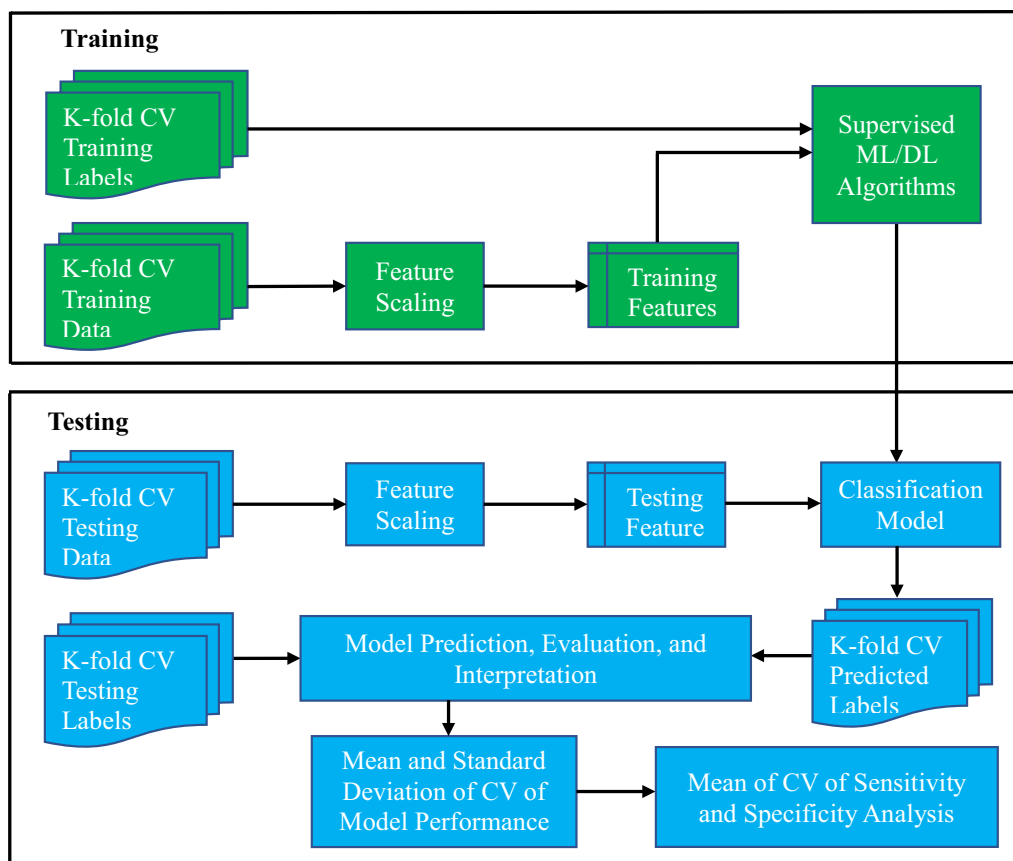 Training
K-fold CV
Training
Labels
Supervised
ML/DL
Algorithms
K-fold CV
Training
Data
Feature
Scaling
Training
Features
Testing
K-fold CV
Testing
Data
Feature
Scaling
Testing
Feature
Classification
Model
K-fold CV
Testing
Labels
Model Prediction, Evaluation, and
Interpretation
K-fold CV
Predicted
Labels
Mean and Standard
Deviation of CV of
Model Performance
Mean of CV of Sensitivity
and Specificity Analysis